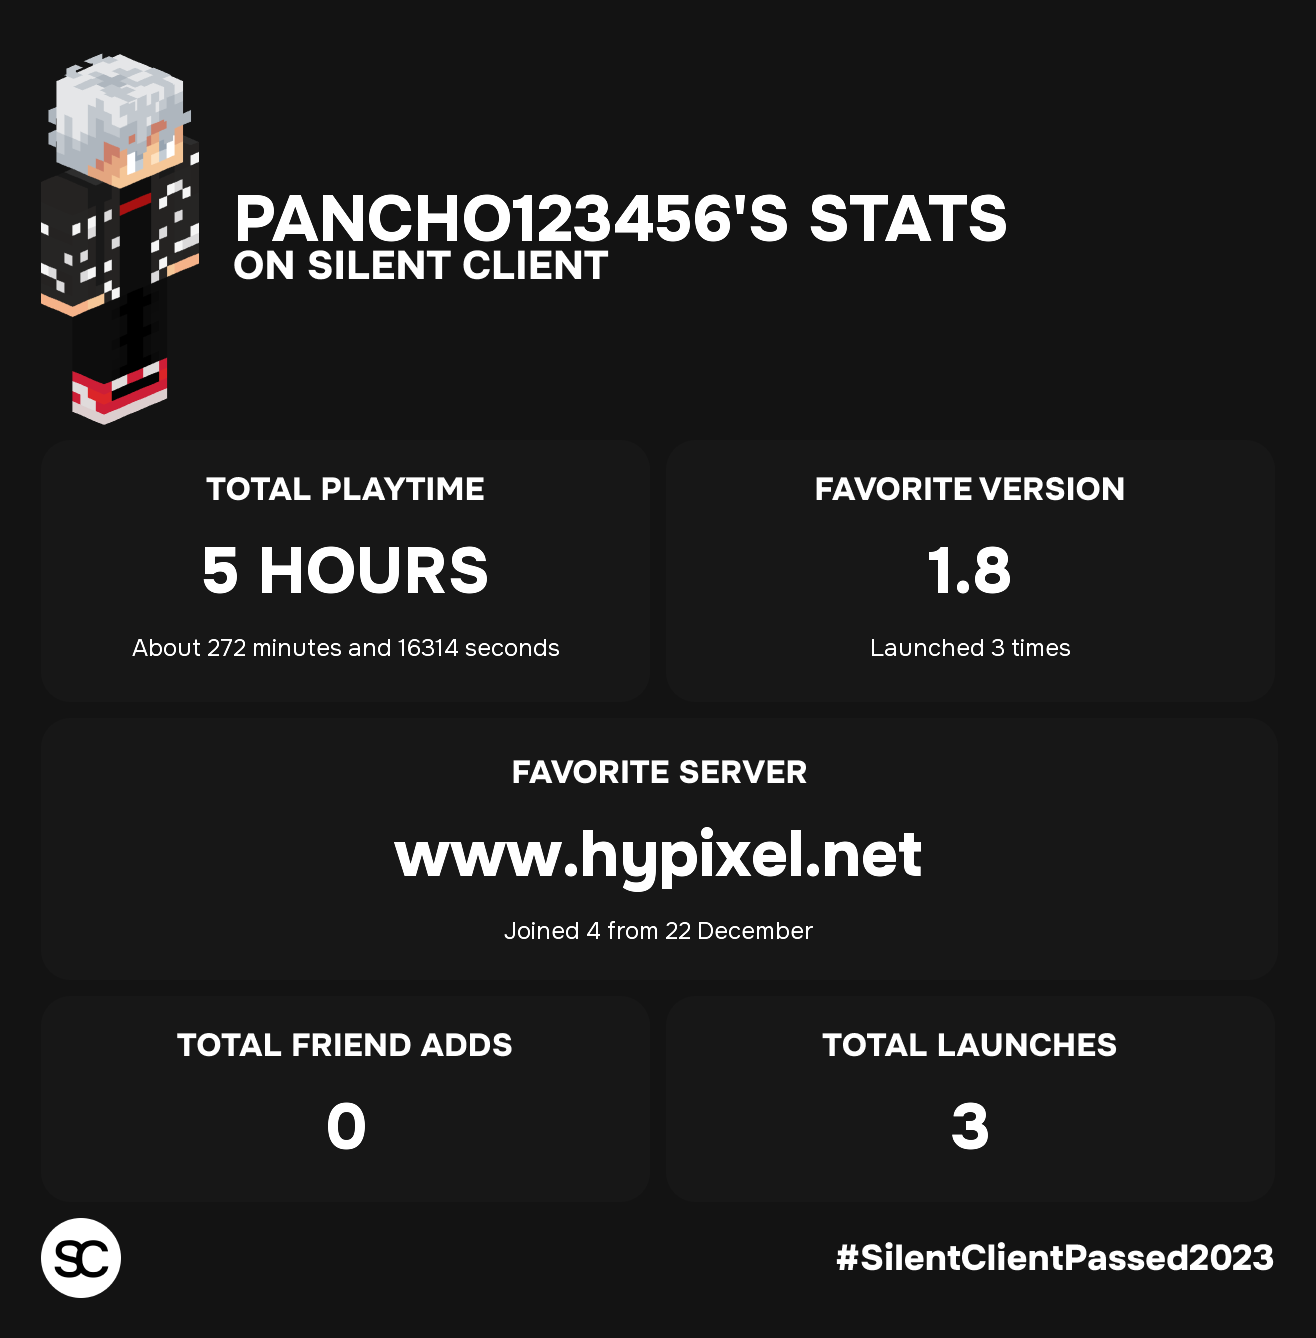 PANCHO123456'S STATS
ON SILENT CLIENT
TOTAL PLAYTIME
5 HOURS
About 272 minutes and 16314 seconds
FAVORITE VERSION
1.8
Launched 3 times
FAVORITE SERVER
www.hypixel.net
Joined 4 from 22 December
TOTAL FRIEND ADDS
0
TOTAL LAUNCHES
3
SC
#SilentClientPassed2023